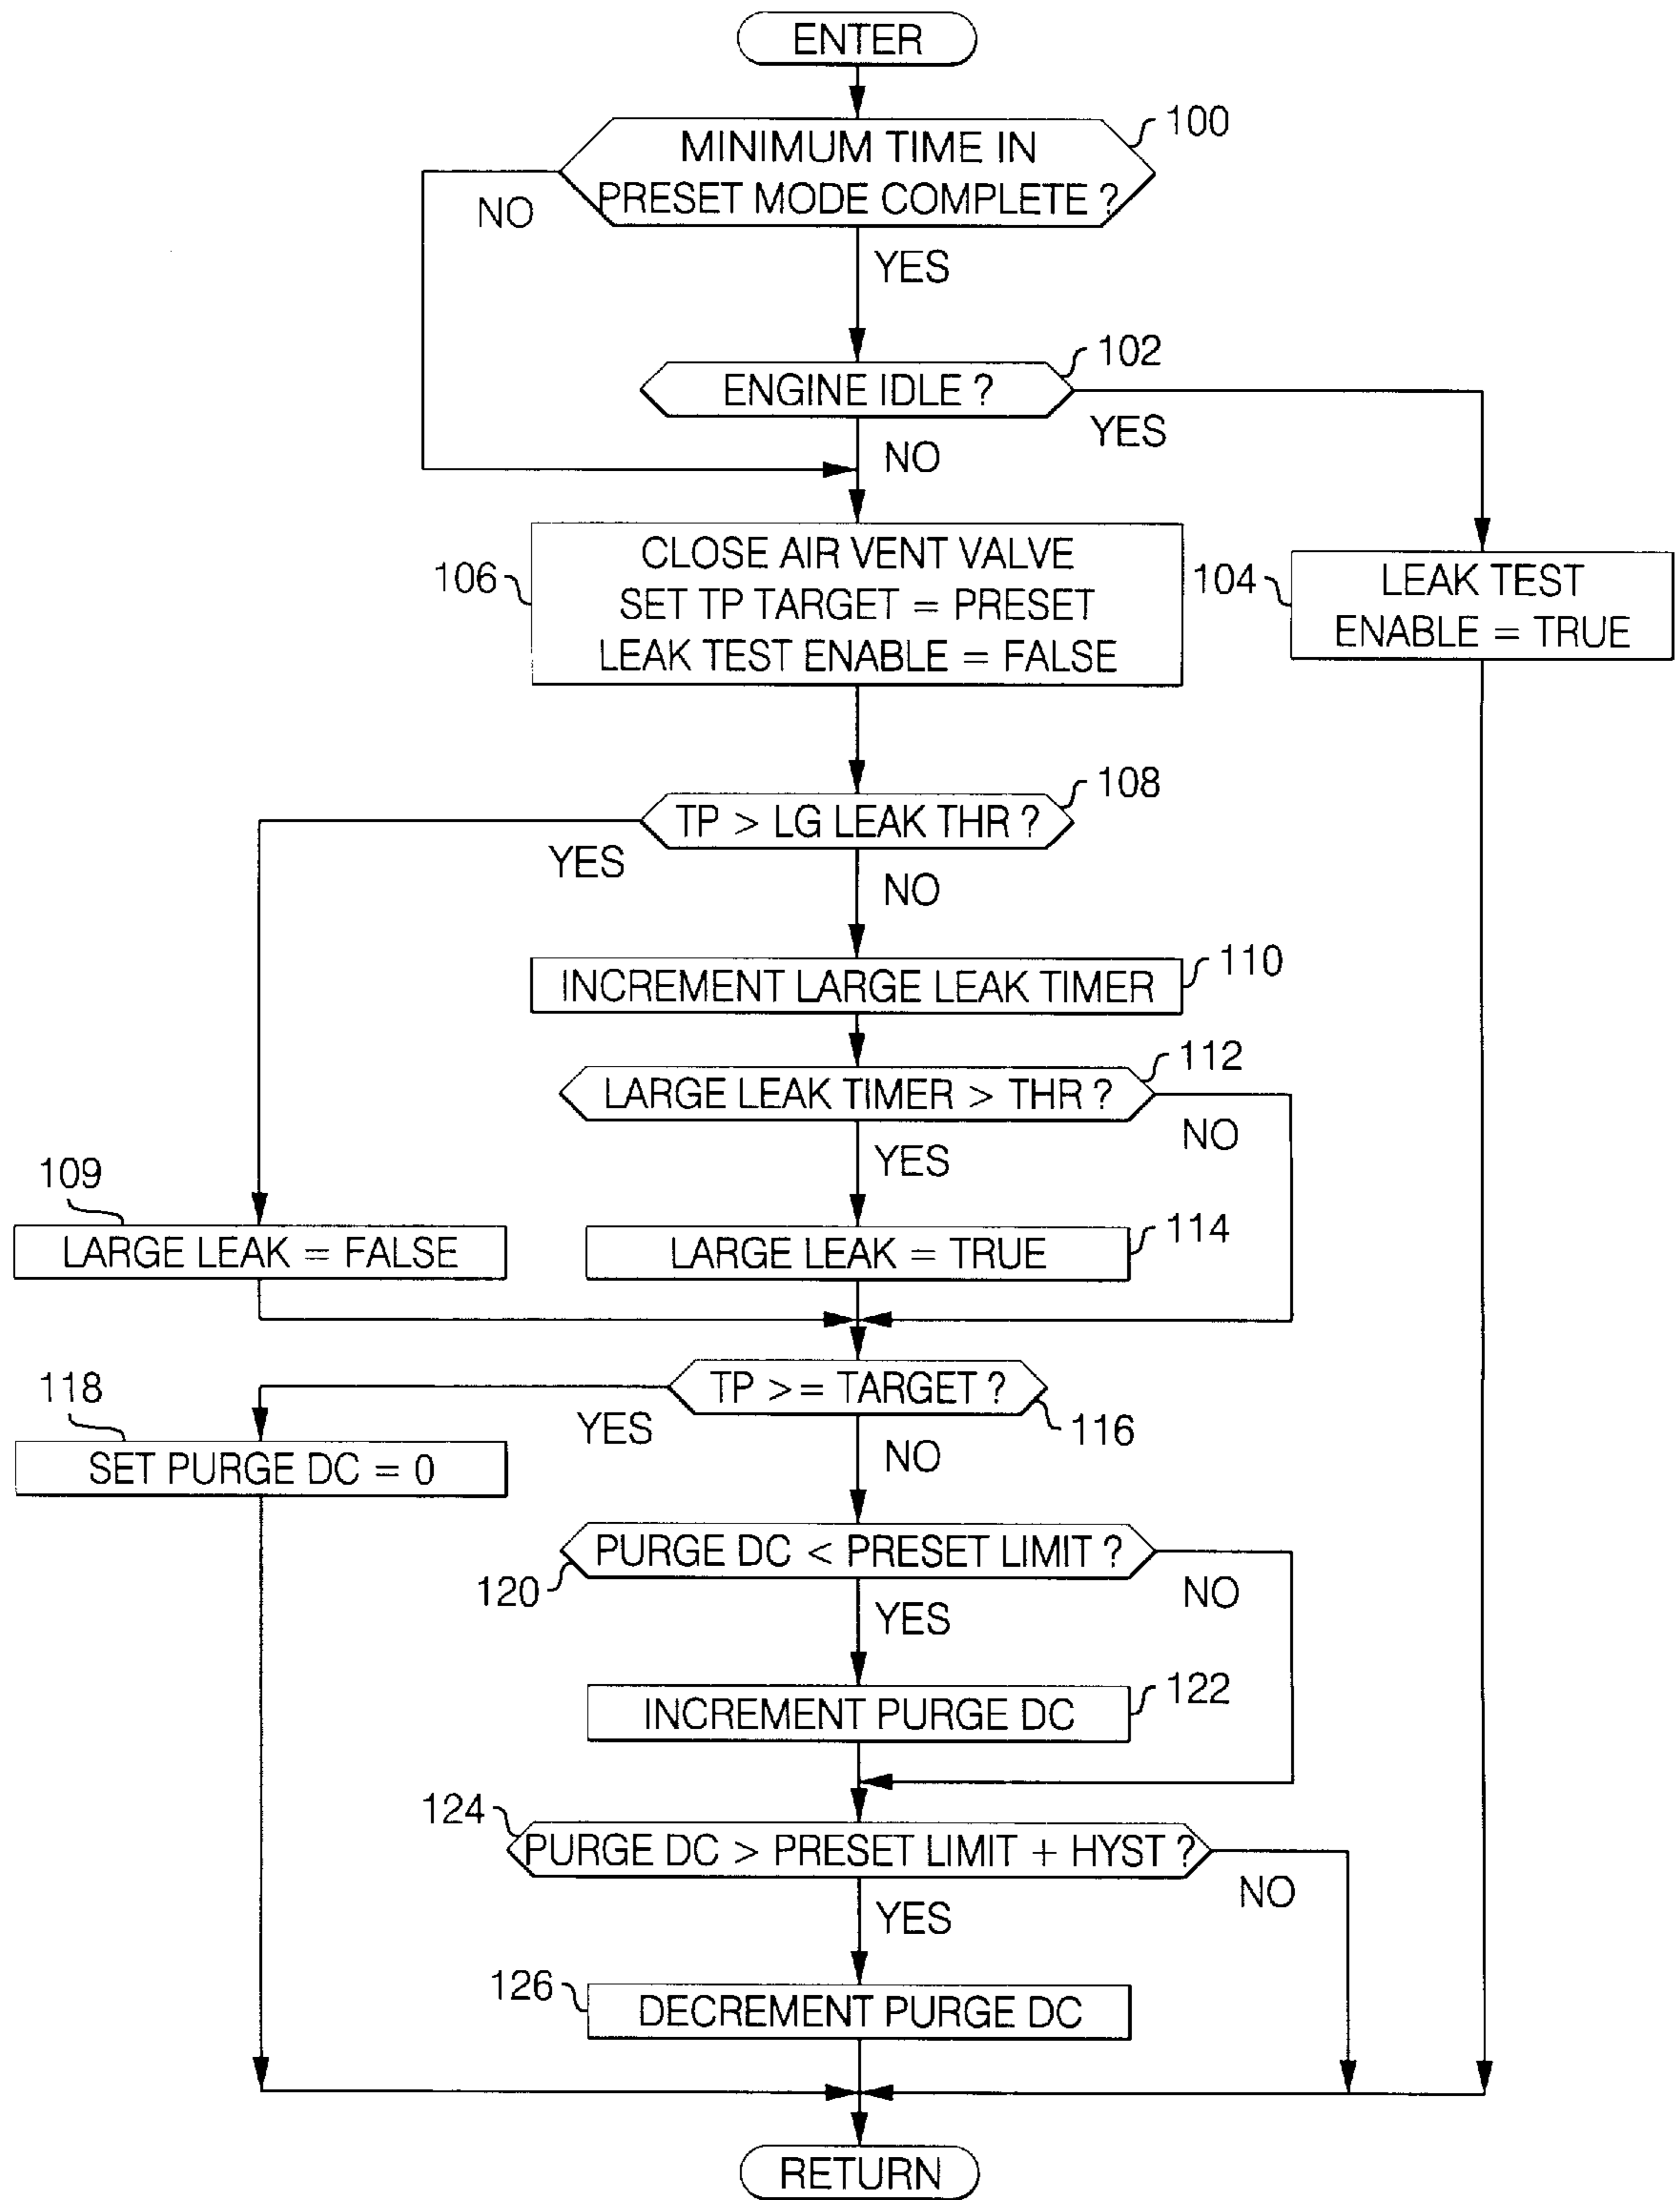 ENTER
MINIMUM TIME IN
PRESET MODE COMPLETE ?
100
NO
YES
ENGINE IDLE ?
102
YES
NO
CLOSE AIR VENT VALVE
SET TP TARGET = PRESET
LEAK TEST ENABLE = FALSE
106
LEAK TEST
ENABLE = TRUE
104
TP > LG LEAK THR ?
108
YES
NO
INCREMENT LARGE LEAK TIMER
110
LARGE LEAK TIMER > THR ?
112
NO
YES
109
LARGE LEAK = FALSE
LARGE LEAK = TRUE
114
TP >= TARGET ?
116
118
YES
NO
SET PURGE DC = 0
PURGE DC < PRESET LIMIT ?
120
NO
YES
INCREMENT PURGE DC
122
124
PURGE DC > PRESET LIMIT + HYST ?
NO
YES
126
DECREMENT PURGE DC
RETURN